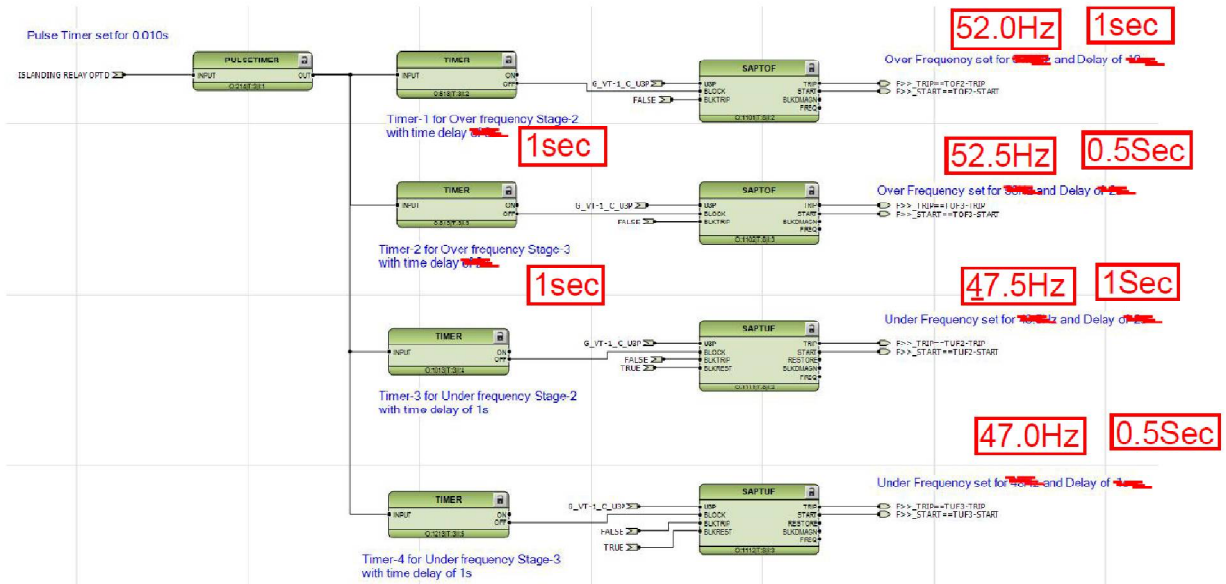 52.0Hz
1sec
Pulse Timer set for 0.010s
Over Frequency set for and Delay of
PULSETIMER
INPUT
OUT
TIMER
INPUT
ON
OFF
SAPTOF
U3P
BLOCK
BLKTRIP
TRIP
START
BLKDMAGN
FREQ
ISLANDING RELAY OPTD
G_VT-1_C_U3P
FALSE
F>>_TRIP==TOF2-TRIP
F>>_START==TOF2-START
Timer-1 for Over frequency Stage-2
with time delay of
1sec
52.5Hz
0.5Sec
Over Frequency set for and Delay of
TIMER
INPUT
ON
OFF
SAPTOF
U3P
BLOCK
BLKTRIP
TRIP
START
BLKDMAGN
FREQ
G_VT-1_C_U3P
FALSE
F>>_TRIP==TOF3-TRIP
F>>_START==TOF3-START
Timer-2 for Over frequency Stage-3
with time delay of
1sec
47.5Hz
1Sec
Under Frequency set for and Delay of
TIMER
INPUT
ON
OFF
SAPTUF
U3P
BLOCK
BLKTRIP
BLKREST
TRIP
START
RESTORE
BLKDMAGN
FREQ
G_VT-1_C_U3P
FALSE
TRUE
F>>_TRIP==TUF2-TRIP
F>>_START==TUF2-START
Timer-3 for Under frequency Stage-2
with time delay of 1s
47.0Hz
0.5Sec
Under Frequency set for and Delay of
TIMER
INPUT
ON
OFF
SAPTUF
U3P
BLOCK
BLKTRIP
BLKREST
TRIP
START
RESTORE
BLKDMAGN
FREQ
G_VT-1_C_U3P
FALSE
TRUE
F>>_TRIP==TUF3-TRIP
F>>_START==TUF3-START
Timer-4 for Under frequency Stage-3
with time delay of 1s